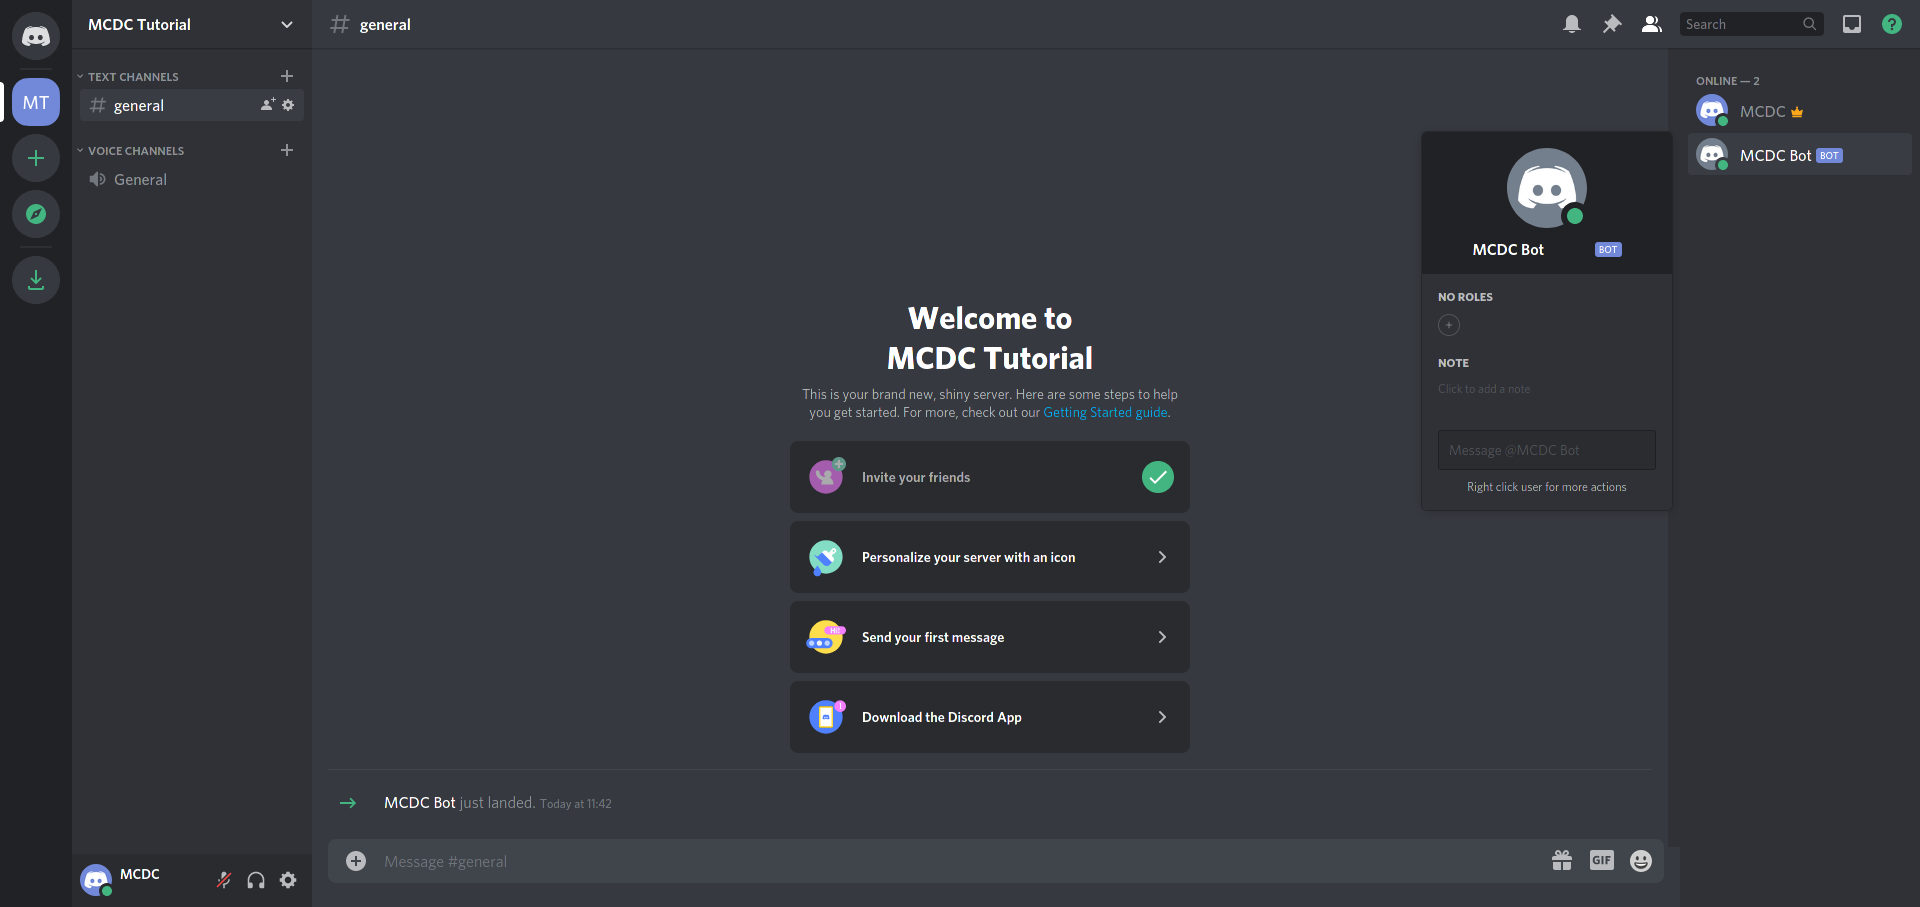 MCDC Tutorial
general
Search
?
MT
TEXT CHANNELS
general
VOICE CHANNELS
General
Welcome to
MCDC Tutorial
This is your brand new, shiny server. Here are some steps to help
you get started. For more, check out our Getting Started guide.
Invite your friends
Personalize your server with an icon
Hi!
Send your first message
Download the Discord App
MCDC Bot just landed. Today at 11:42
Message #general
GIF
MCDC
MCDC Bot BOT
NO ROLES
NOTE
Click to add a note
Message @MCDC Bot
Right click user for more actions
ONLINE — 2
MCDC
MCDC Bot BOT